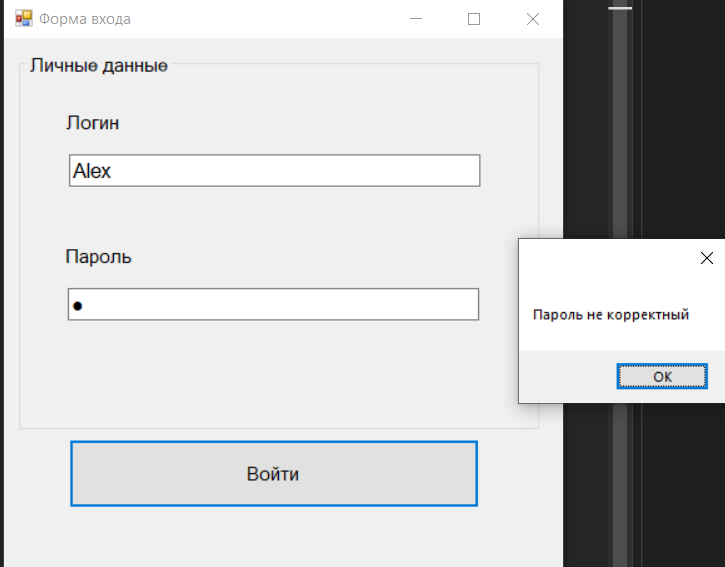 Форма входа
Личные данные
Логин
Alex
Пароль
Пароль не корректный
OK
Войти